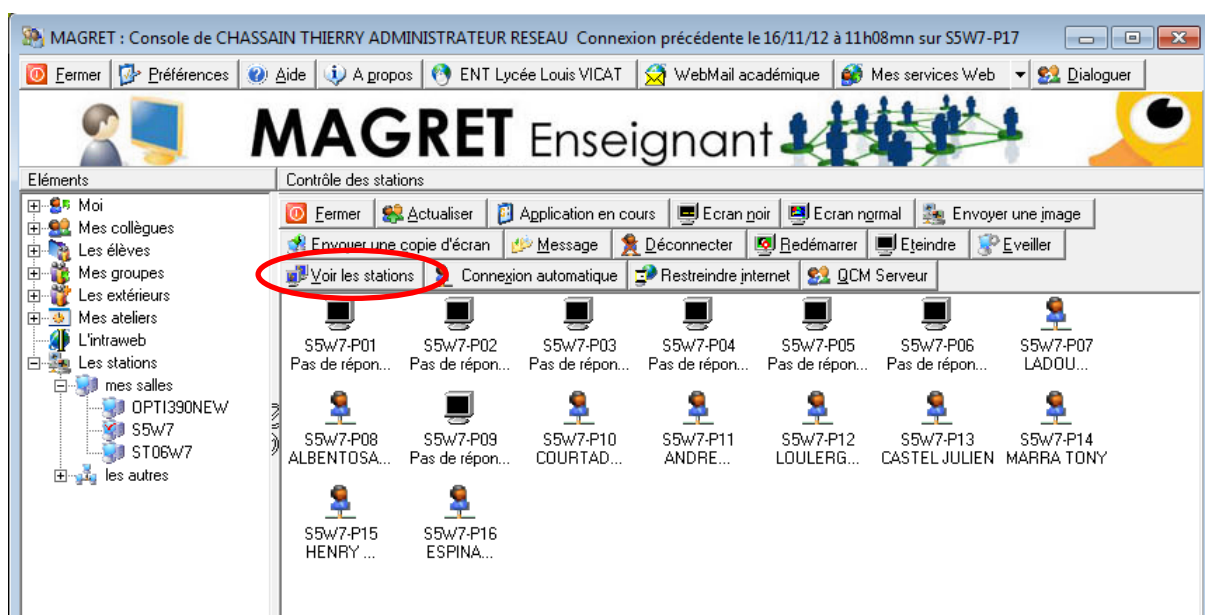 MAGRET : Console de CHASSAIN THIERRY ADMINISTRATEUR RESEAU Connexion précédente le 16/11/12 à 11h08mn sur S5W7-P17
Fermer Préférences Aide A propos ENT Lycée Louis VICAT WebMail académique Mes services Web Dialoguer
MAGRET Enseignant
Eléments Contrôle des stations
Moi
Mes collègues
Les élèves
Mes groupes
Les extérieurs
Mes ateliers
L'intraweb
Les stations
mes salles
OPTI390NEW
S5W7
ST06W7
les autres
Fermer Actualiser Application en cours Ecran noir Ecran normal Envoyer une image
Envoyer une copie d'écran Message Déconnecter Redémarrer Eteindre Eveiller
Voir les stations Connexion automatique Restreindre internet QCM Serveur
S5W7-P01 S5W7-P02 S5W7-P03 S5W7-P04 S5W7-P05 S5W7-P06 S5W7-P07
Pas de répon... Pas de répon... Pas de répon... Pas de répon... Pas de répon... Pas de répon... LADOU...
S5W7-P08 S5W7-P09 S5W7-P10 S5W7-P11 S5W7-P12 S5W7-P13 S5W7-P14
ALBENTOSA... Pas de répon... COURTAD... ANDRE... LOULERG... CASTEL JULIEN MARRA TONY
S5W7-P15 S5W7-P16
HENRY ... ESPINA...